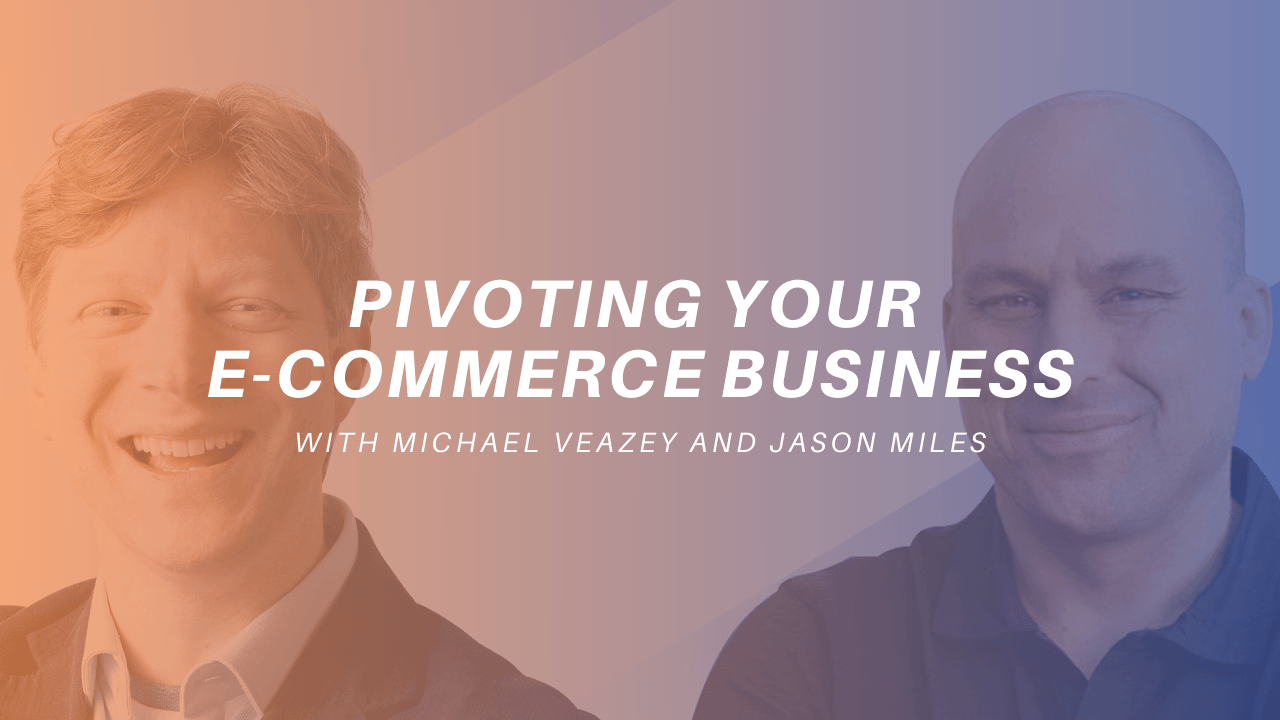 PIVOTING YOUR
E-COMMERCE BUSINESS
WITH MICHAEL VEAZEY AND JASON MILES